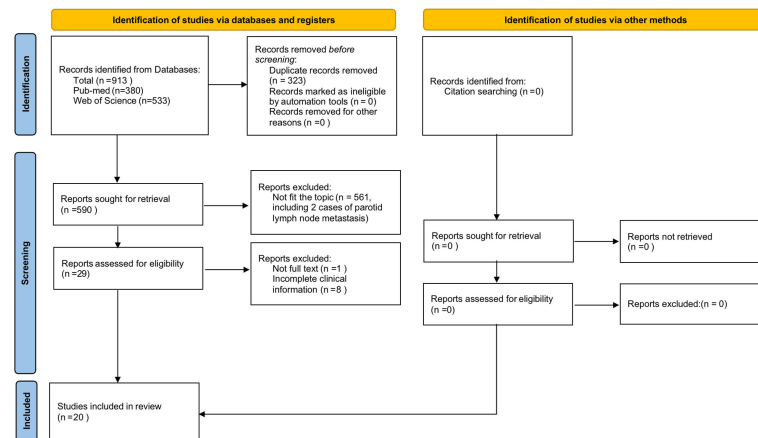 Identification of studies via databases and registers
Identification of studies via other methods
Identification
Records identified from Databases:
Total (n =913 )
Pub-med (n=380)
Web of Science(n=533)
Records removed before
screening:
Duplicate records removed
(n = 323)
Records marked as ineligible
by automation tools (n = 0)
Records removed for other
reasons (n =0 )
Records identified from:
Citation searching (n =0)
Screening
Reports sought for retrieval
(n =590 )
Reports excluded:
Not fit the topic (n = 561,
including 2 cases of parotid
lymph node metastasis)
Reports sought for retrieval
(n =0 )
Reports not retrieved
(n =0 )
Reports assessed for eligibility
(n =29)
Reports excluded:
Not full text (n =1 )
Incomplete clinical
information (n =8 )
Reports assessed for eligibility
(n =0)
Reports excluded:(n = 0)
Included
Studies included in review
(n =20 )